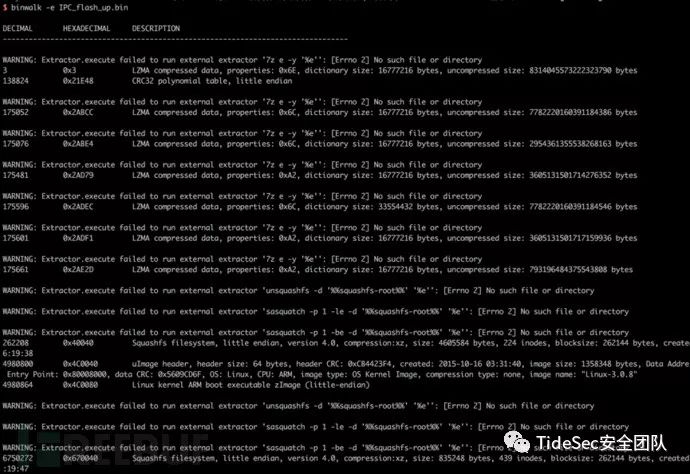 $ binwalk -e IPC_flash_up.bin
DECIMAL HEXADECIMAL DESCRIPTION
--------------------------------------------------------------------------------
WARNING: Extractor.execute failed to run external extractor '7z e -y '%e'': [Errno 2] No such file or directory
3 0x3 LZMA compressed data, properties: 0x6E, dictionary size: 16777216 bytes, uncompressed size: 8314045573222323790 bytes
138824 0x21E48 CRC32 polynomial table, little endian
WARNING: Extractor.execute failed to run external extractor '7z e -y '%e'': [Errno 2] No such file or directory
175052 0x2ABCC LZMA compressed data, properties: 0x6C, dictionary size: 16777216 bytes, uncompressed size: 7782220160391184386 bytes
WARNING: Extractor.execute failed to run external extractor '7z e -y '%e'': [Errno 2] No such file or directory
175076 0x2ABE4 LZMA compressed data, properties: 0x6C, dictionary size: 16777216 bytes, uncompressed size: 2954361355538268163 bytes
WARNING: Extractor.execute failed to run external extractor '7z e -y '%e'': [Errno 2] No such file or directory
175481 0x2AD79 LZMA compressed data, properties: 0xA2, dictionary size: 16777216 bytes, uncompressed size: 3605131501714276352 bytes
WARNING: Extractor.execute failed to run external extractor '7z e -y '%e'': [Errno 2] No such file or directory
175596 0x2ADEC LZMA compressed data, properties: 0x6C, dictionary size: 33554432 bytes, uncompressed size: 7782220160391184546 bytes
WARNING: Extractor.execute failed to run external extractor '7z e -y '%e'': [Errno 2] No such file or directory
175601 0x2ADF1 LZMA compressed data, properties: 0xA2, dictionary size: 16777216 bytes, uncompressed size: 3605131501717159936 bytes
WARNING: Extractor.execute failed to run external extractor '7z e -y '%e'': [Errno 2] No such file or directory
175661 0x2AE2D LZMA compressed data, properties: 0xA2, dictionary size: 16777216 bytes, uncompressed size: 793196484375543808 bytes
WARNING: Extractor.execute failed to run external extractor 'unsquashfs -d '%%squashfs-root%%' '%e'': [Errno 2] No such file or directory
WARNING: Extractor.execute failed to run external extractor 'sasquatch -p 1 -le -d '%%squashfs-root%%' '%e'': [Errno 2] No such file or directory
WARNING: Extractor.execute failed to run external extractor 'sasquatch -p 1 -be -d '%%squashfs-root%%' '%e'': [Errno 2] No such file or directory
262208 0x40040 Squashfs filesystem, little endian, version 4.0, compression:xz, size: 4605584 bytes, 224 inodes, blocksize: 262144 bytes, create
6:19:38
4980800 0x4C0040 uImage header, header size: 64 bytes, header CRC: 0xCB4423F4, created: 2015-10-16 03:31:40, image size: 1358348 bytes, Data Addre
Entry Point: 0x80008000, data CRC: 0x5609CD6F, OS: Linux, CPU: ARM, image type: OS Kernel Image, compression type: none, image name: "Linux-3.0.8"
4980864 0x4C0080 Linux kernel ARM boot executable zImage (little-endian)
WARNING: Extractor.execute failed to run external extractor 'unsquashfs -d '%%squashfs-root%%' '%e'': [Errno 2] No such file or directory
WARNING: Extractor.execute failed to run external extractor 'sasquatch -p 1 -le -d '%%squashfs-root%%' '%e'': [Errno 2] No such file or directory
WARNING: Extractor.execute failed to run external extractor 'sasquatch -p 1 -be -d '%%squashfs-root%%' '%e'': [Errno 2] No such file or directory
6750272 0x670040 Squashfs filesystem, little endian, version 4.0, compression:xz, size: 835248 bytes, 439 inodes, blocksize: 262144 bytes, created
:19:47
TideSec安全团队